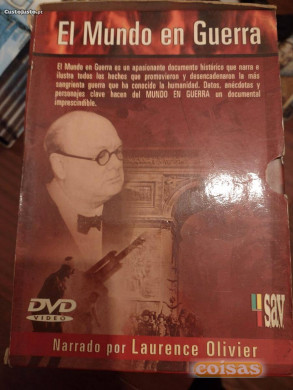 CustoJusto.pt
El Mundo en Guerra
El Mundo en Guerra es un apasionante documento histórico que narra e
ilustra todos los hechos que promovieron y desencadenaron la más
sangrienta guerra que ha conocido la humanidad. Datos, anécdotas y
personajes clave hacen del MUNDO EN GUERRA un documental
imprescindible.
DVD
VIDEO
sav
Narrado por Laurence Olivier
coisas